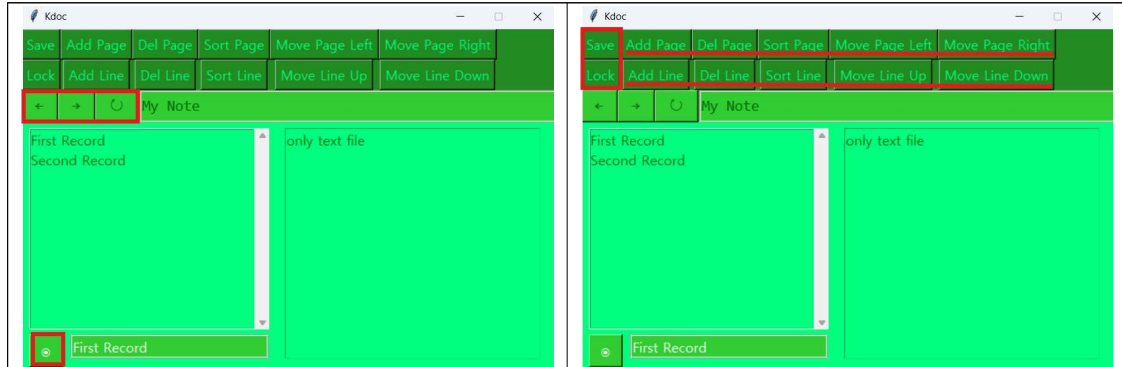 Kdoc
Save Add Page Del Page Sort Page Move Page Left Move Page Right
Lock Add Line Del Line Sort Line Move Line Up Move Line Down
← → ↻ My Note
First Record
Second Record
only text file
First Record
Kdoc
Save Add Page Del Page Sort Page Move Page Left Move Page Right
Lock Add Line Del Line Sort Line Move Line Up Move Line Down
← → ↻ My Note
First Record
Second Record
only text file
First Record